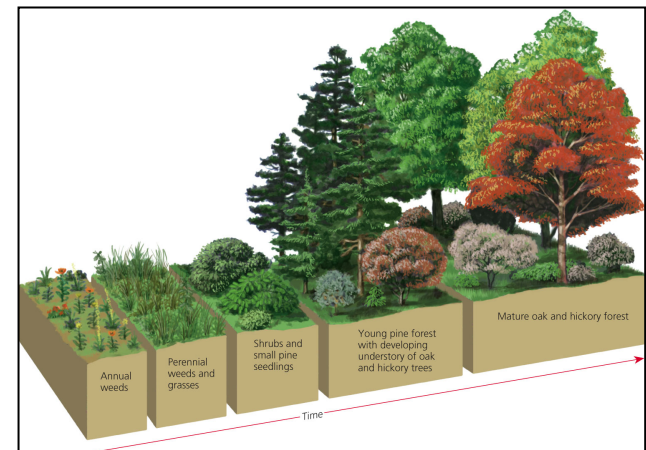 Annual
weeds
Perennial
weeds and
grasses
Shrubs and
small pine
seedlings
Young pine forest
with developing
understory of oak
and hickory trees
Mature oak and hickory forest
Time